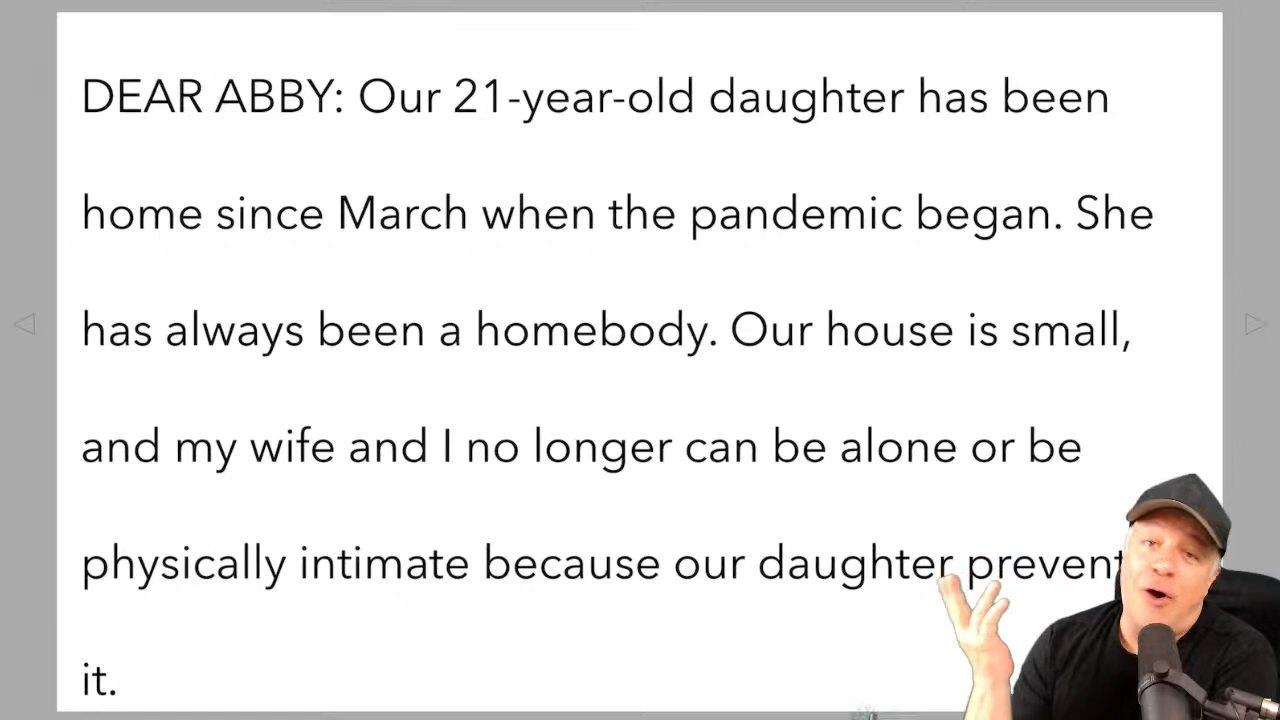 DEAR ABBY: Our 21-year-old daughter has been
home since March when the pandemic began. She
has always been a homebody. Our house is small,
and my wife and I no longer can be alone or be
physically intimate because our daughter prevent
it.